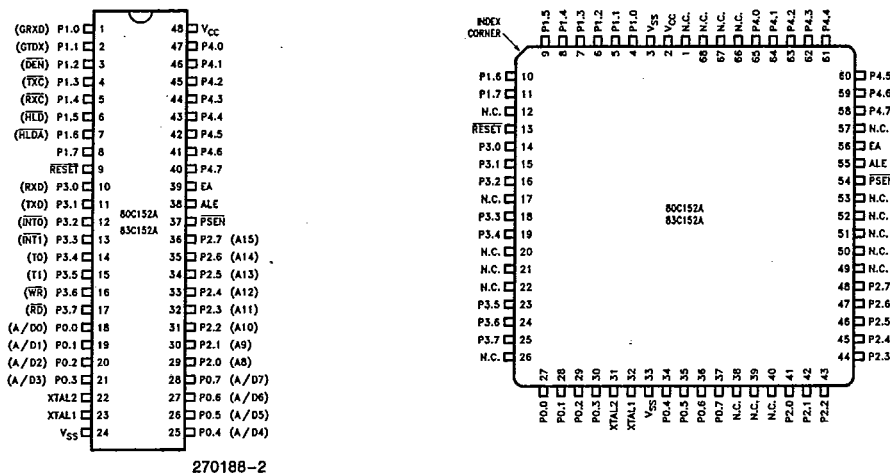 (GRXD) P1.0 1 48 VCC
(GTDX) P1.1 2 47 P4.0
(DEN) P1.2 3 46 P4.1
(TXC) P1.3 4 45 P4.2
(RXC) P1.4 5 44 P4.3
(HLD) P1.5 6 43 P4.4
(HLDA) P1.6 7 42 P4.5
P1.7 8 41 P4.6
RESET 9 40 P4.7
(RXD) P3.0 10 39 EA
(TXD) P3.1 11 38 ALE
(INT0) P3.2 12 37 PSEN
(INT1) P3.3 13 36 P2.7 (A15)
(T0) P3.4 14 35 P2.6 (A14)
(T1) P3.5 15 34 P2.5 (A13)
(WR) P3.6 16 33 P2.4 (A12)
(RD) P3.7 17 32 P2.3 (A11)
(A/D0) P0.0 18 31 P2.2 (A10)
(A/D1) P0.1 19 30 P2.1 (A9)
(A/D2) P0.2 20 29 P2.0 (A8)
(A/D3) P0.3 21 28 P0.7 (A/D7)
XTAL2 22 27 P0.6 (A/D6)
XTAL1 23 26 P0.5 (A/D5)
VSS 24 25 P0.4 (A/D4)
80C152A
83C152A
270188-2
INDEX
CORNER
P1.5 P1.4 P1.3 P1.2 P1.1 P1.0 VSS VCC N.C. N.C. N.C. N.C. P4.0 P4.1 P4.2 P4.3 P4.4
9 8 7 6 5 4 3 2 1 68 67 66 65 64 63 62 61
P1.6 10 60 P4.5
P1.7 11 59 P4.6
N.C. 12 58 P4.7
RESET 13 57 N.C.
P3.0 14 56 EA
P3.1 15 55 ALE
P3.2 16 54 PSEN
N.C. 17 53 N.C.
P3.3 18 52 N.C.
P3.4 19 51 N.C.
N.C. 20 50 N.C.
N.C. 21 49 N.C.
N.C. 22 48 P2.7
P3.5 23 47 P2.6
P3.6 24 46 P2.5
P3.7 25 45 P2.4
N.C. 26 44 P2.3
80C152A
83C152A
27 28 29 30 31 32 33 34 35 36 37 38 39 40 41 42 43
P0.0 P0.1 P0.2 P0.3 XTAL2 XTAL1 VSS P0.4 P0.5 P0.6 P0.7 N.C. N.C. N.C. P2.0 P2.1 P2.2